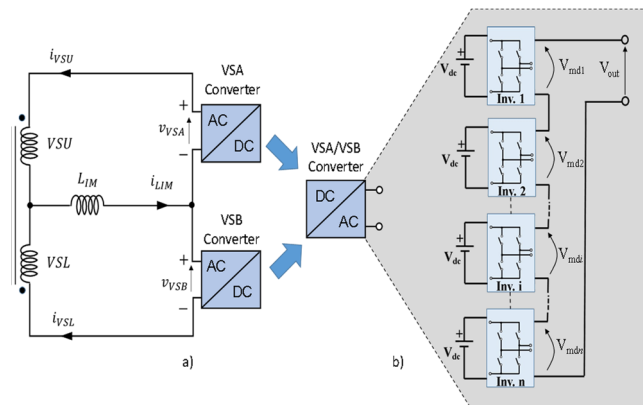 i_VSU
VSA
Converter
+
v_VSA
−
AC
DC
VSU
L_IM
i_LIM
VSB
Converter
VSL
+
v_VSB
−
AC
DC
i_VSL
a)
VSA/VSB
Converter
DC
AC
b)
+
V_dc
Inv. 1
V_md1
V_out
+
V_dc
Inv. 2
V_md2
+
V_dc
Inv. i
V_mdi
+
V_dc
Inv. n
V_mdn